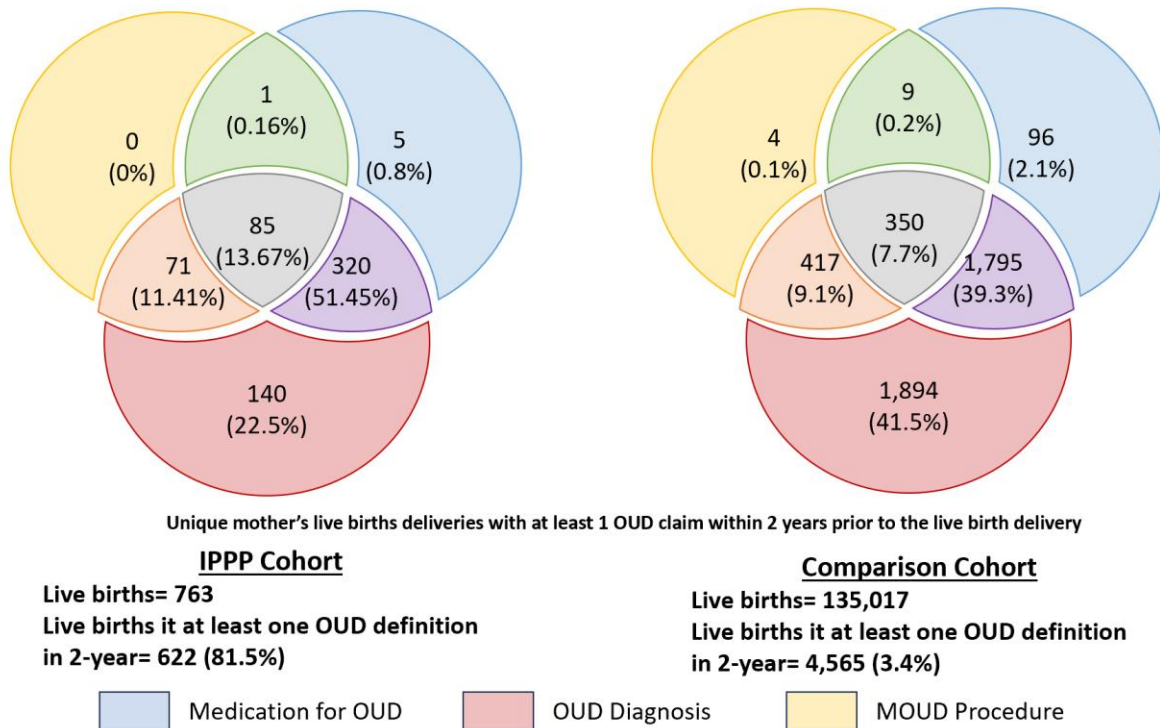 1
(0.16%)
0
(0%)
5
(0.8%)
85
(13.67%)
71
(11.41%)
320
(51.45%)
140
(22.5%)
9
(0.2%)
4
(0.1%)
96
(2.1%)
350
(7.7%)
417
(9.1%)
1,795
(39.3%)
1,894
(41.5%)
Unique mother's live births deliveries with at least 1 OUD claim within 2 years prior to the live birth delivery
IPPP Cohort
Live births= 763
Live births it at least one OUD definition
in 2-year= 622 (81.5%)
Comparison Cohort
Live births= 135,017
Live births it at least one OUD definition
in 2-year= 4,565 (3.4%)
Medication for OUD
OUD Diagnosis
MOUD Procedure